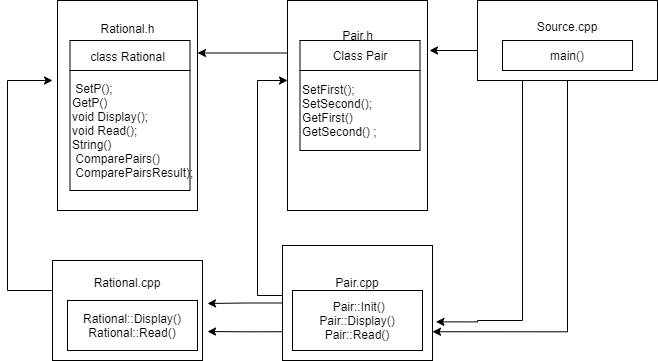 Rational.h
class Rational
SetP();
GetP()
void Display();
void Read();
String()
ComparePairs()
ComparePairsResult);
Pair.h
Class Pair
SetFirst();
SetSecond();
GetFirst()
GetSecond() ;
Source.cpp
main()
Rational.cpp
Rational::Display()
Rational::Read()
Pair.cpp
Pair::Init()
Pair::Display()
Pair::Read()